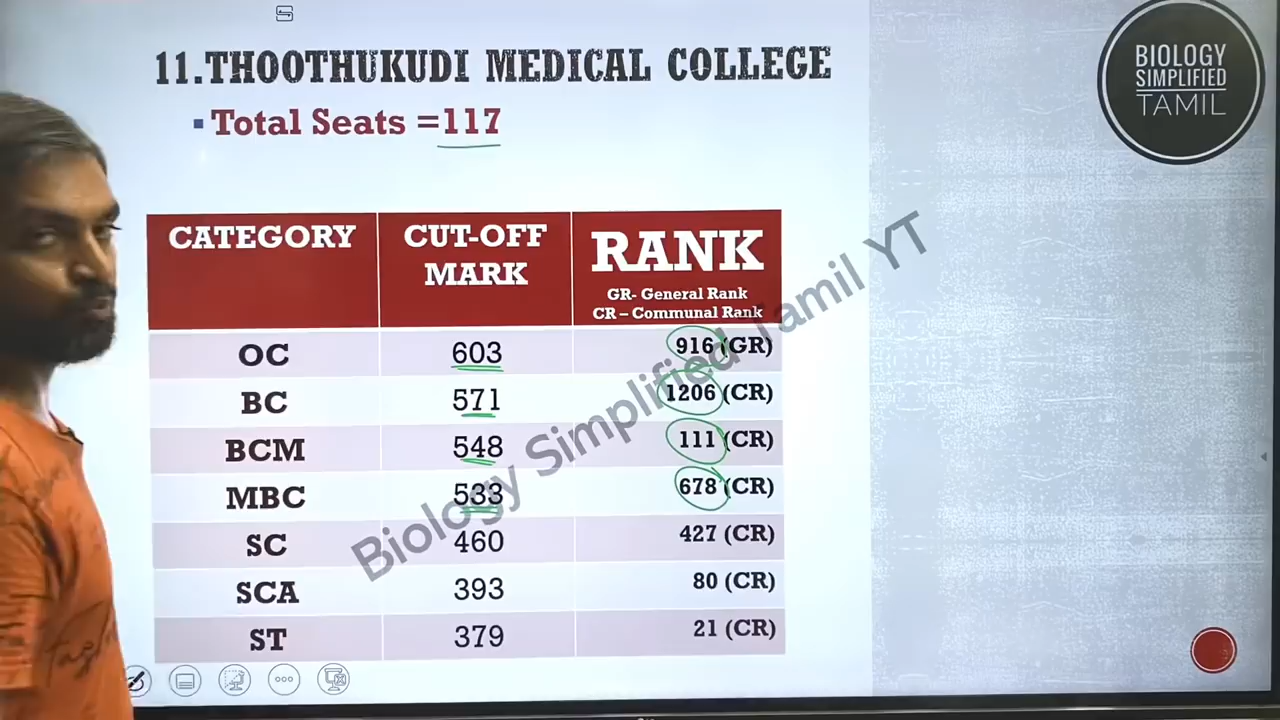 11.THOOTHUKUDI MEDICAL COLLEGE
Total Seats =117
BIOLOGY
SIMPLIFIED
TAMIL
CATEGORY CUT-OFF MARK RANK
GR- General Rank
CR – Communal Rank
OC 603 916 (GR)
BC 571 1206 (CR)
BCM 548 111 (CR)
MBC 533 678 (CR)
SC 460 427 (CR)
SCA 393 80 (CR)
ST 379 21 (CR)
Biology Simplified Tamil YT